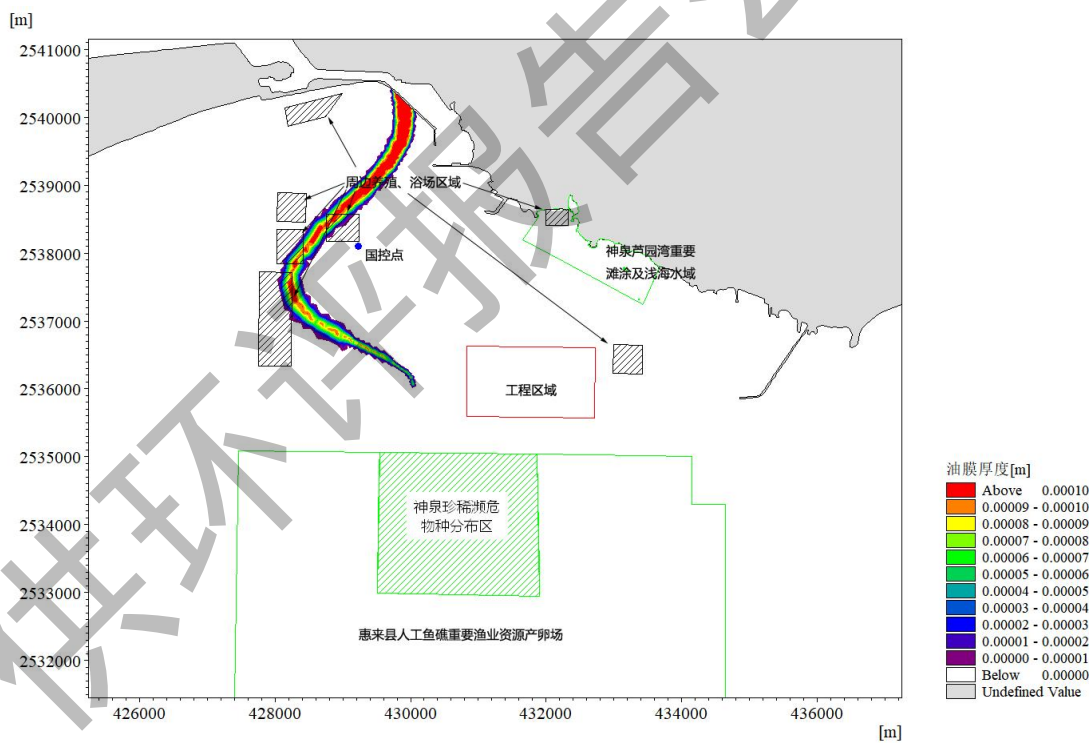 [m]
2541000
2540000
2539000
2538000
2537000
2536000
2535000
2534000
2533000
2532000
周边养殖、浴场区域
国控点
神泉芦园湾重要
滩涂及浅海水域
工程区域
神泉珍稀濒危
物种分布区
惠来县人工鱼礁重要渔业资源产卵场
426000
428000
430000
432000
434000
436000
[m]
油膜厚度[m]
Above 0.00010
0.00009 - 0.00010
0.00008 - 0.00009
0.00007 - 0.00008
0.00006 - 0.00007
0.00005 - 0.00006
0.00004 - 0.00005
0.00003 - 0.00004
0.00002 - 0.00003
0.00001 - 0.00002
0.00000 - 0.00001
Below 0.00000
Undefined Value
供环评报告